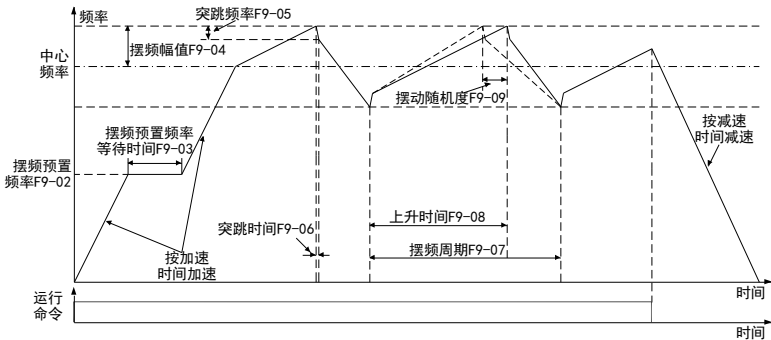 频率
突跳频率F9-05
摆频幅值F9-04
中心
频率
摆动随机度F9-09
摆频预置频率
等待时间F9-03
按减速
时间减速
摆频预置
频率F9-02
上升时间F9-08
突跳时间F9-06
摆频周期F9-07
按加速
时间加速
时间
运行
命令
时间